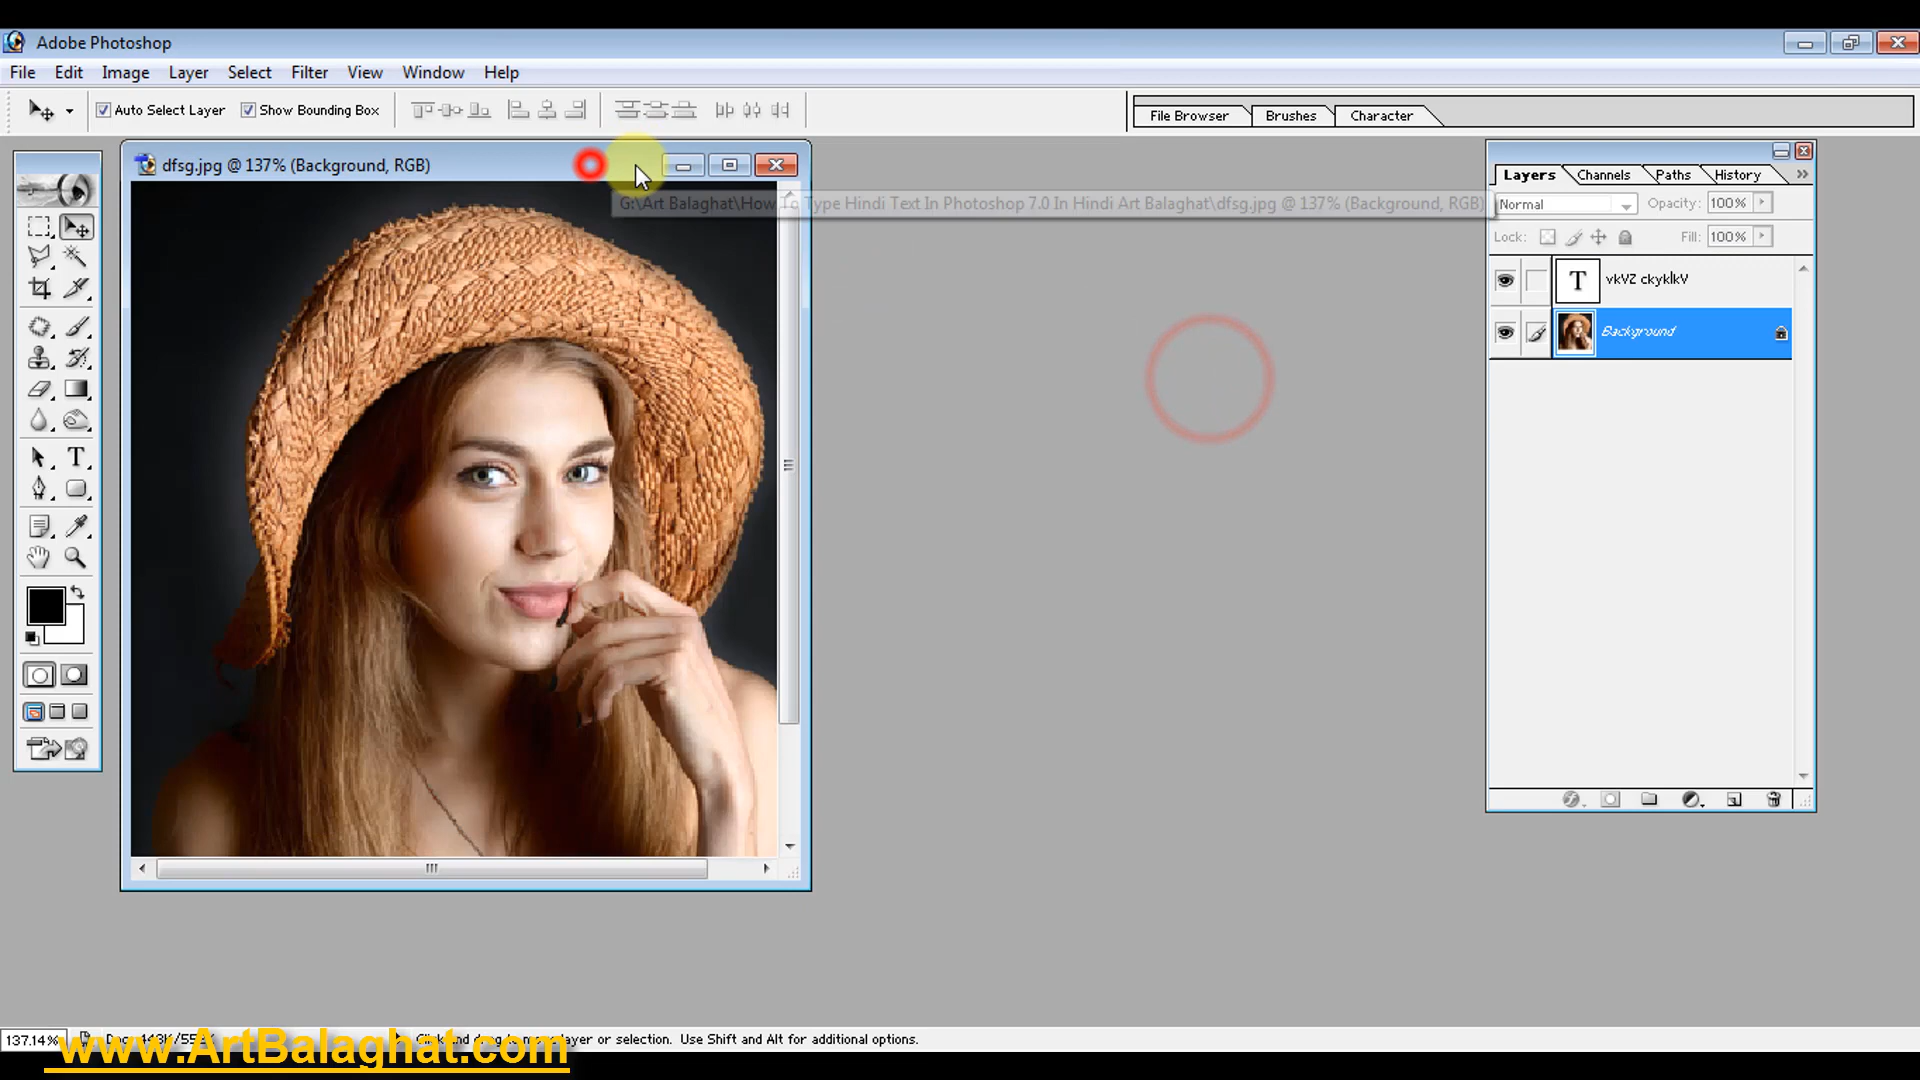 Adobe Photoshop
File Edit Image Layer Select Filter View Window Help
Auto Select Layer Show Bounding Box File Browser Brushes Character
dfsg.jpg @ 137% (Background, RGB)
G:\Art Balaghat\How To Type Hindi Text In Photoshop 7.0 In Hindi Art Balaghat\dfsg.jpg @ 137% (Background, RGB)
Layers Channels Paths History
Normal Opacity: 100%
Lock: Fill: 100%
T vkVZ ckyk?kkV
Background
T
137.14% Doc:
Click and drag to move layer or selection. Use Shift and Alt for additional options.
www.ArtBalaghat.com